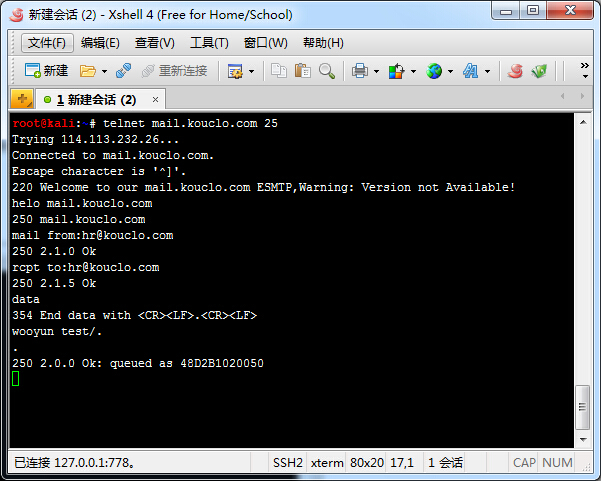 新建会话 (2) - Xshell 4 (Free for Home/School)
文件(F) 编辑(E) 查看(V) 工具(T) 窗口(W) 帮助(H)
新建 重新连接
1 新建会话 (2)
root@kali:~# telnet mail.kouclo.com 25
Trying 114.113.232.26...
Connected to mail.kouclo.com.
Escape character is '^]'.
220 Welcome to our mail.kouclo.com ESMTP,Warning: Version not Available!
helo mail.kouclo.com
250 mail.kouclo.com
mail from:hr@kouclo.com
250 2.1.0 Ok
rcpt to:hr@kouclo.com
250 2.1.5 Ok
data
354 End data with <CR><LF>.<CR><LF>
wooyun test/.
.
250 2.0.0 Ok: queued as 48D2B1020050
已连接 127.0.0.1:778。 SSH2 xterm 80x20 17,1 1 会话 CAP NUM